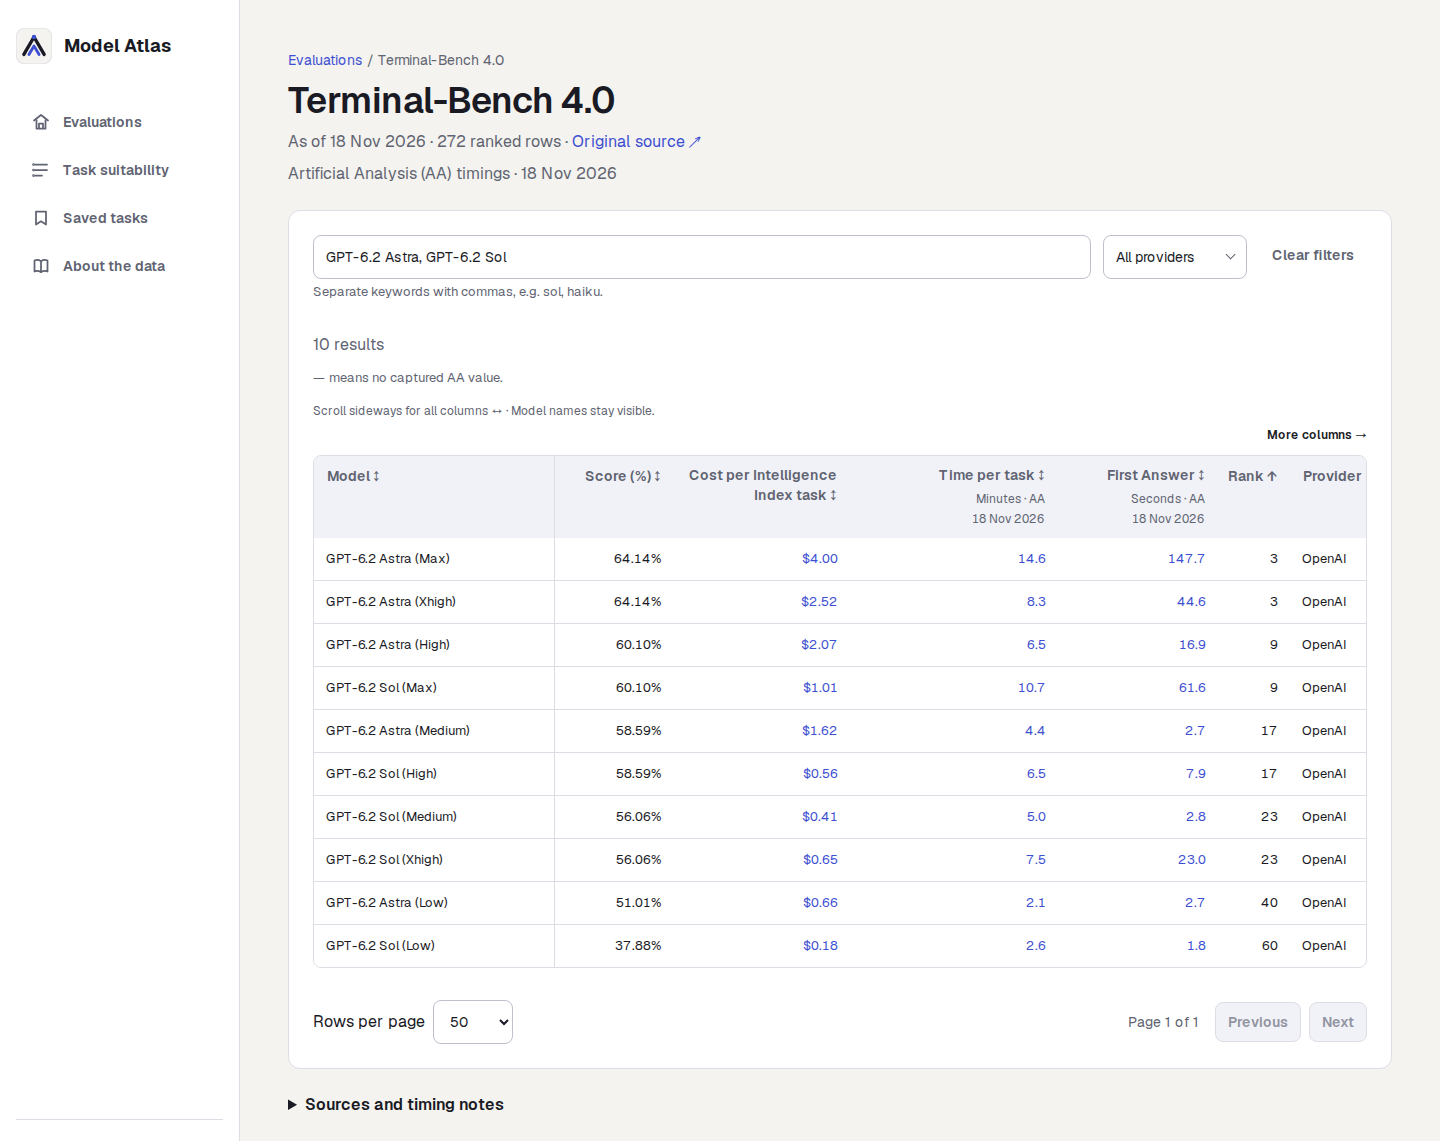 Model Atlas
Evaluations
Task suitability
Saved tasks
About the data
Evaluations / Terminal-Bench 4.0
Terminal-Bench 4.0
As of 18 Nov 2026 · 272 ranked rows · Original source ↗
Artificial Analysis (AA) timings · 18 Nov 2026
GPT-6.2 Astra, GPT-6.2 Sol
All providers
Clear filters
Separate keywords with commas, e.g. sol, haiku.
10 results
— means no captured AA value.
Scroll sideways for all columns ↔ · Model names stay visible.
More columns →
Model ↕ Score (%) ↕ Cost per Intelligence Index task ↕ Time per task ↕ Minutes · AA 18 Nov 2026 First Answer ↕ Seconds · AA 18 Nov 2026 Rank ↑ Provider
GPT-6.2 Astra (Max) 64.14% $4.00 14.6 147.7 3 OpenAI
GPT-6.2 Astra (Xhigh) 64.14% $2.52 8.3 44.6 3 OpenAI
GPT-6.2 Astra (High) 60.10% $2.07 6.5 16.9 9 OpenAI
GPT-6.2 Sol (Max) 60.10% $1.01 10.7 61.6 9 OpenAI
GPT-6.2 Astra (Medium) 58.59% $1.62 4.4 2.7 17 OpenAI
GPT-6.2 Sol (High) 58.59% $0.56 6.5 7.9 17 OpenAI
GPT-6.2 Sol (Medium) 56.06% $0.41 5.0 2.8 23 OpenAI
GPT-6.2 Sol (Xhigh) 56.06% $0.65 7.5 23.0 23 OpenAI
GPT-6.2 Astra (Low) 51.01% $0.66 2.1 2.7 40 OpenAI
GPT-6.2 Sol (Low) 37.88% $0.18 2.6 1.8 60 OpenAI
Rows per page 50
Page 1 of 1 Previous Next
▶ Sources and timing notes